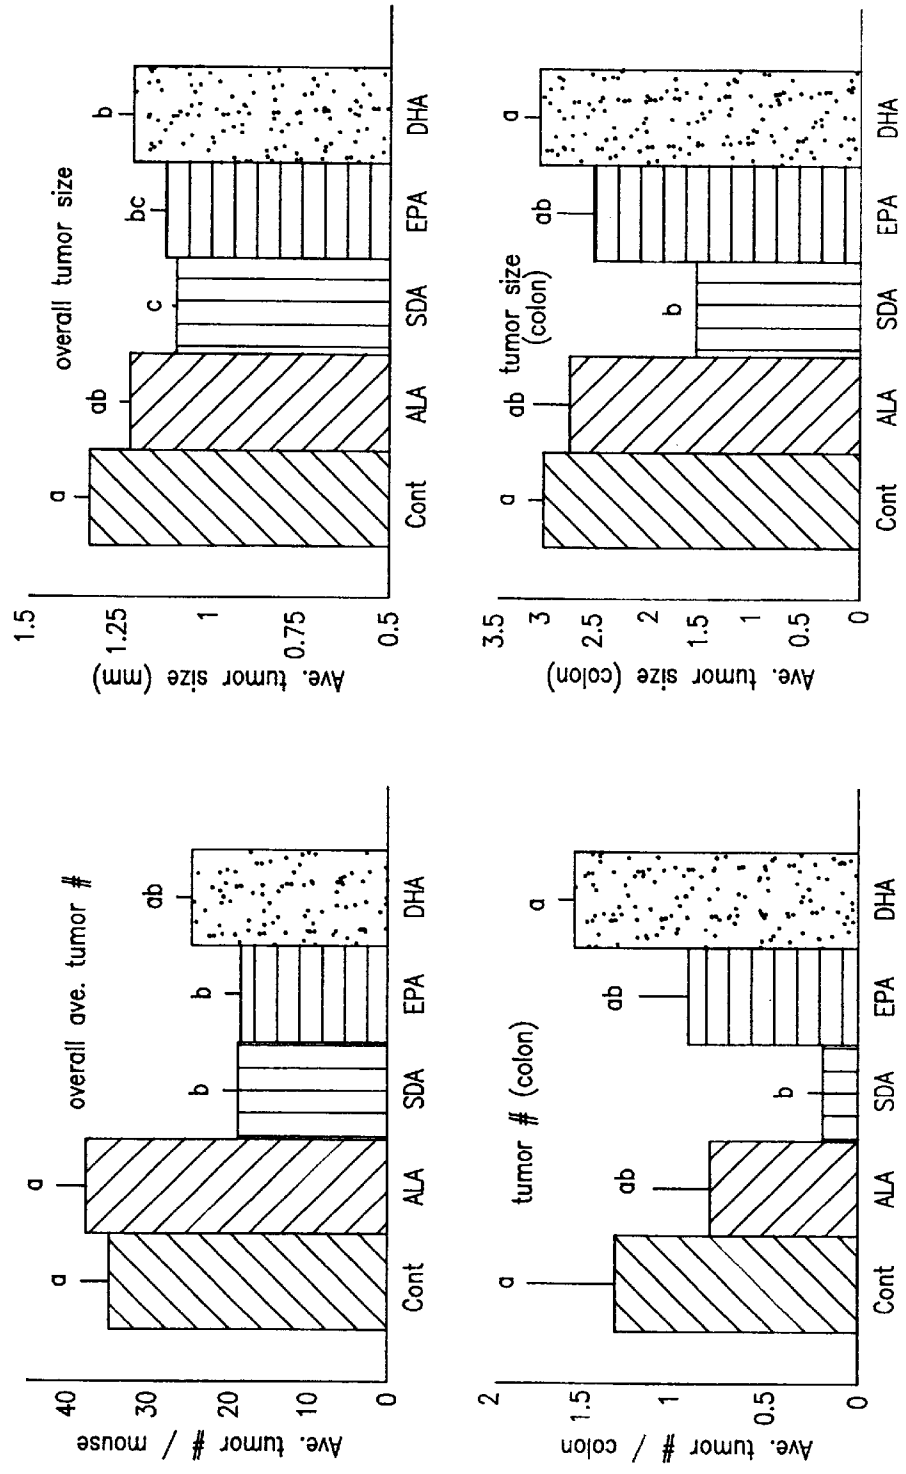 overall ave. tumor #
Ave. tumor # / mouse
40
30
20
10
0
a
a
b
b
ab
Cont
ALA
SDA
EPA
DHA
overall tumor size
Ave. tumor size (mm)
1.5
1.25
1
0.75
0.5
a
ab
c
bc
b
Cont
ALA
SDA
EPA
DHA
tumor # (colon)
Ave. tumor # / colon
2
1.5
1
0.5
0
a
ab
b
ab
a
Cont
ALA
SDA
EPA
DHA
tumor size
(colon)
Ave. tumor size (colon)
3.5
3
2.5
2
1.5
1
0.5
0
a
ab
b
ab
a
Cont
ALA
SDA
EPA
DHA